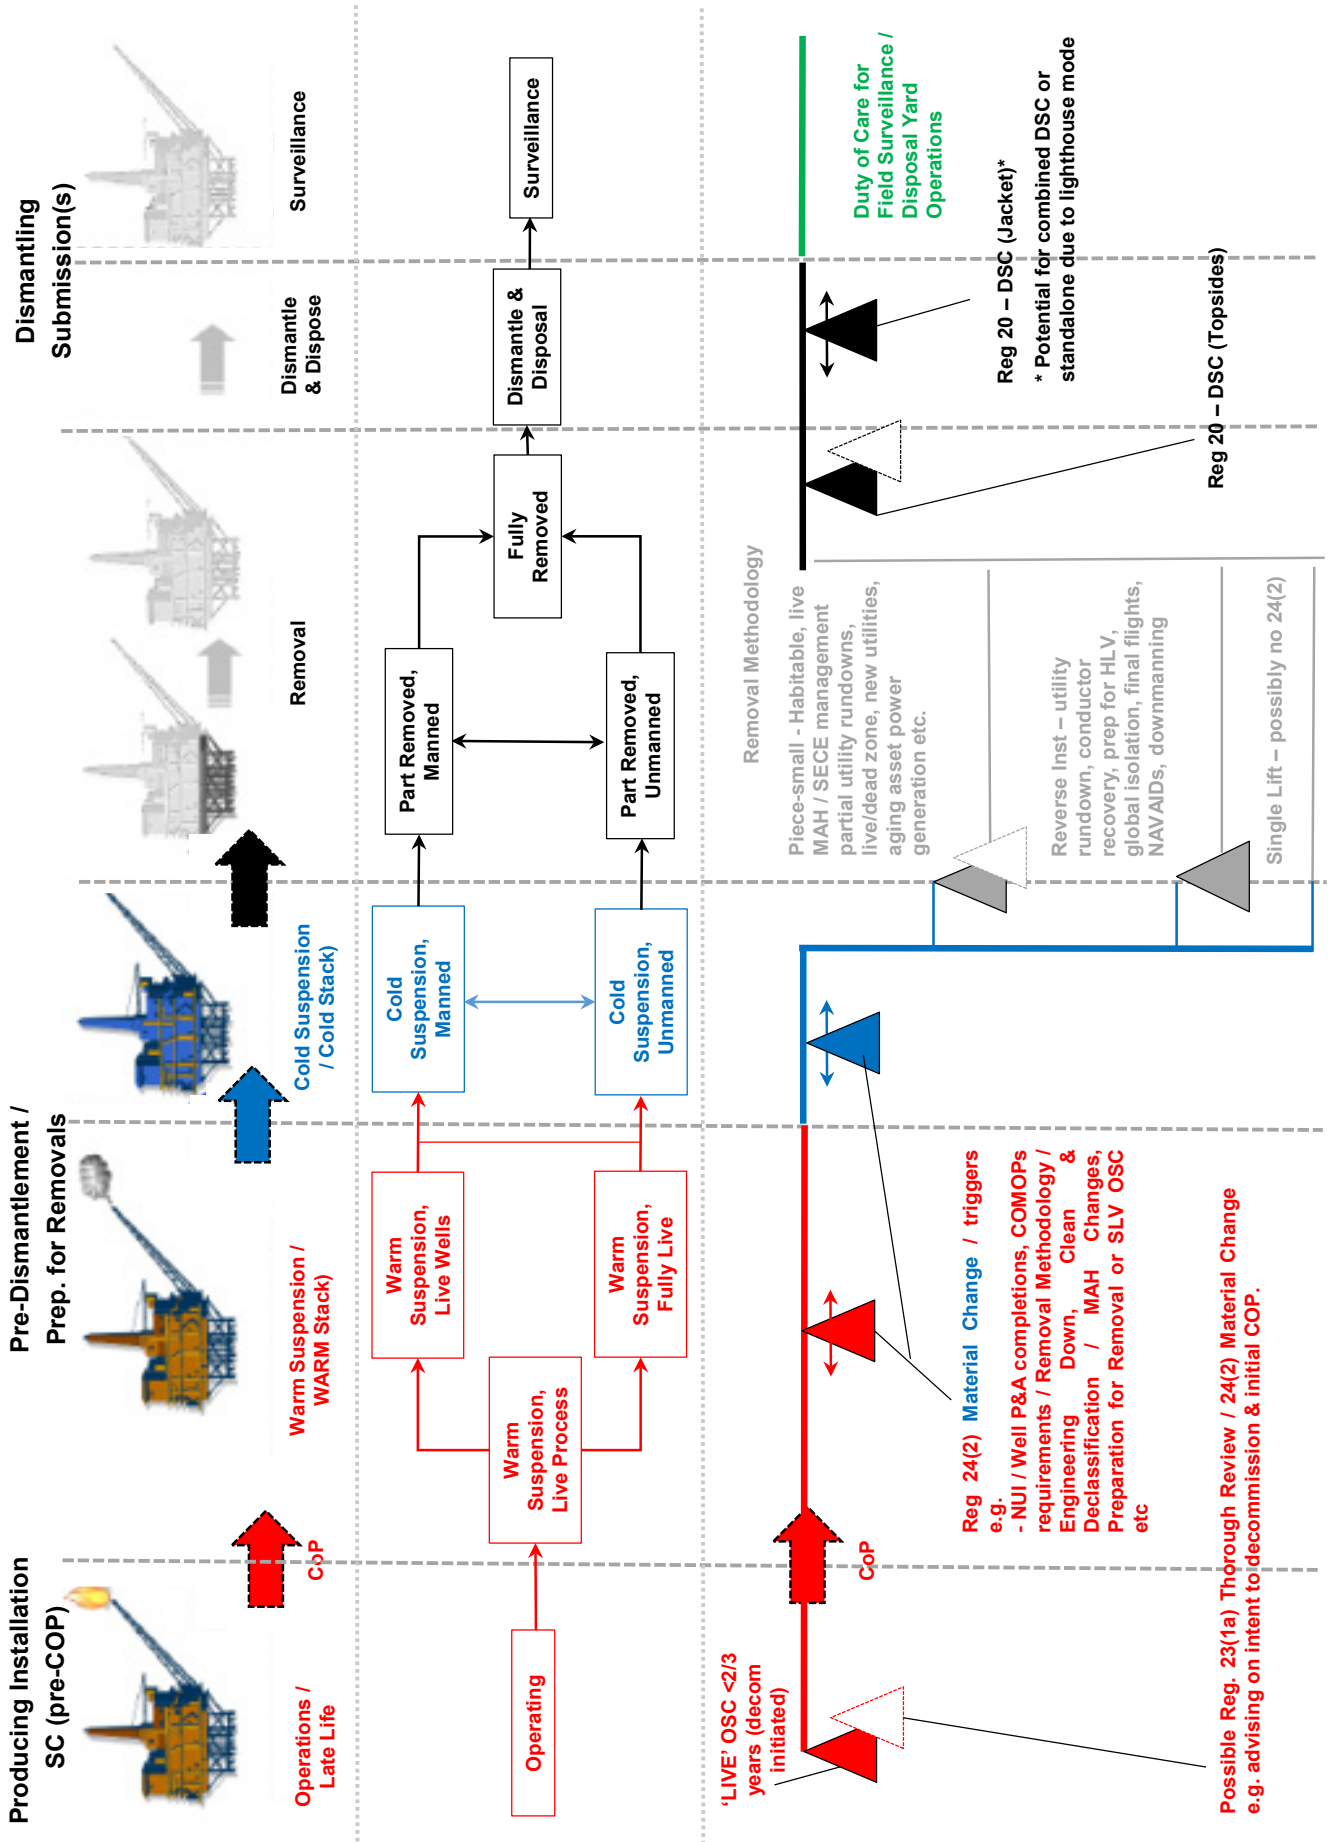 Producing Installation
SC (pre-COP)
Pre-Dismantlement /
Prep. for Removals
Dismantling
Submission(s)
Operations /
Late Life
CoP
Warm Suspension /
WARM Stack)
Cold Suspension
/ Cold Stack)
Removal
Dismantle
& Dispose
Surveillance
Operating
Warm
Suspension,
Live Process
Warm
Suspension,
Live Wells
Warm
Suspension,
Fully Live
Cold
Suspension,
Manned
Cold
Suspension,
Unmanned
Part Removed,
Manned
Part Removed,
Unmanned
Fully
Removed
Dismantle &
Disposal
Surveillance
'LIVE' OSC <2/3
years (decom
initiated)
CoP
Possible Reg. 23(1a) Thorough Review / 24(2) Material Change
e.g. advising on intent to decommission & initial COP.
Reg 24(2) Material Change / triggers
e.g.
- NUI / Well P&A completions, COMOPs
requirements / Removal Methodology /
Engineering Down, Clean &
Declassification / MAH Changes,
Preparation for Removal or SLV OSC
etc
Removal Methodology
Piece-small - Habitable, live
MAH / SECE management
partial utility rundowns,
live/dead zone, new utilities,
aging asset power
generation etc.
Reverse Inst – utility
rundown, conductor
recovery, prep for HLV,
global isolation, final flights,
NAVAIDs, downmanning
Single Lift – possibly no 24(2)
Duty of Care for
Field Surveillance /
Disposal Yard
Operations
Reg 20 – DSC (Jacket)*
* Potential for combined DSC or
standalone due to lighthouse mode
Reg 20 – DSC (Topsides)